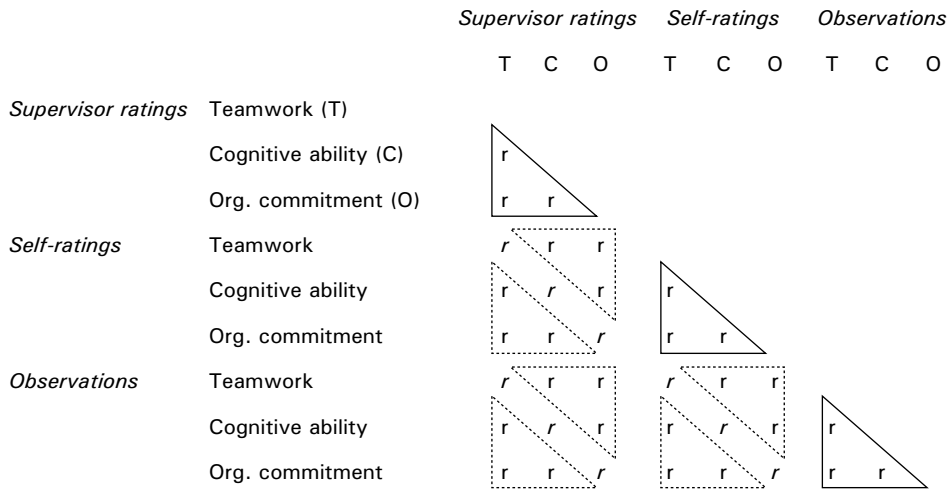 Supervisor ratings Self-ratings Observations
T C O T C O T C O
Supervisor ratings Teamwork (T)
Cognitive ability (C) r
Org. commitment (O) r r
Self-ratings Teamwork r r r
Cognitive ability r r r r
Org. commitment r r r r r
Observations Teamwork r r r r r r
Cognitive ability r r r r r r r
Org. commitment r r r r r r r r